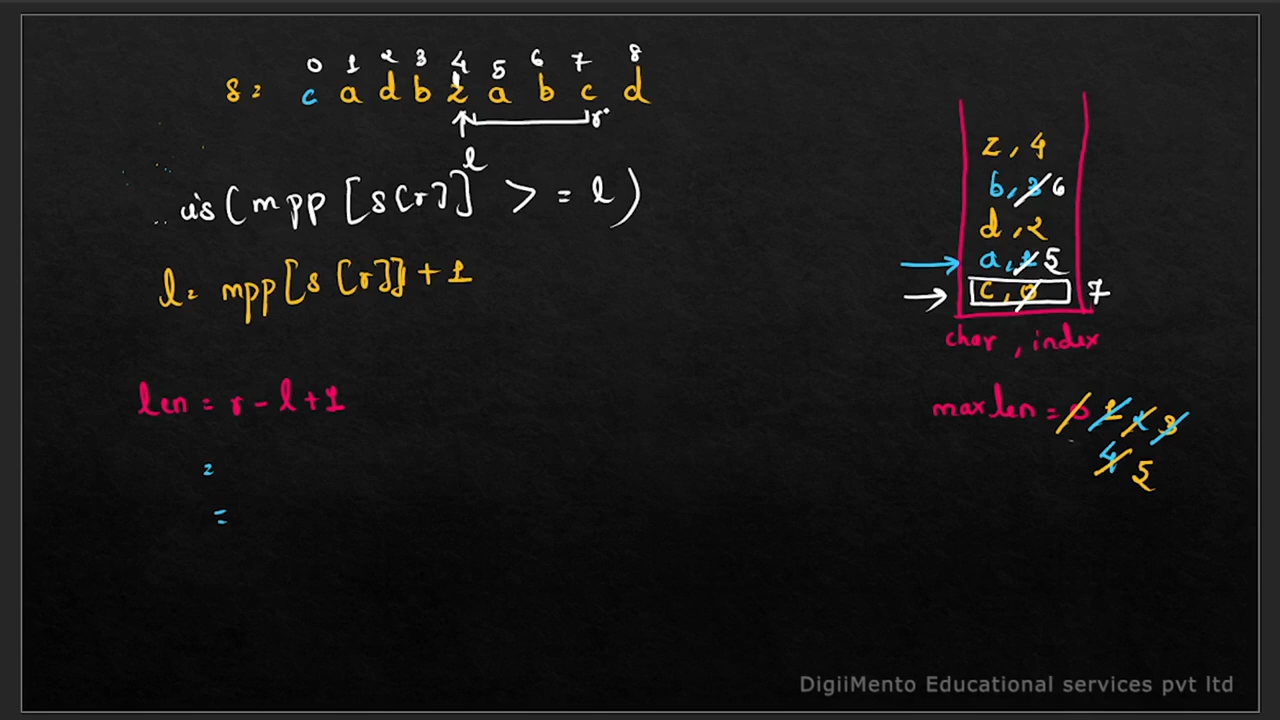 0 1 2 3 4 5 6 7 8
s = c a d b z a b c d
l r
(mpp[s[r]] >= l)
l = mpp[s[r]] + 1
len = r - l + 1
=
=
z, 4
b, 3 6
d, 2
a, 1 5
c, 0 7
char, index
maxlen = 0 1 2 3
4 5
DigiiMento Educational services pvt ltd